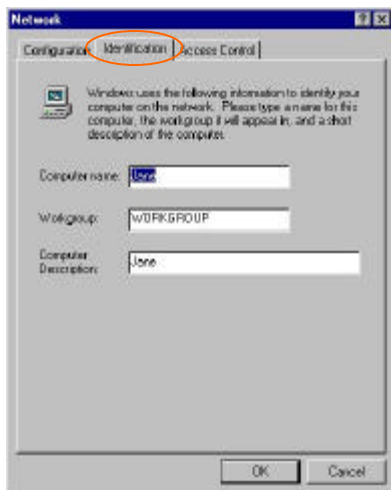 Network
Configuration Identification Access Control
Windows uses the following information to identify your
computer on the network. Please type a name for this
computer, the workgroup it will appear in, and a short
description of the computer.
Computer name: Jane
Workgroup: WORKGROUP
Computer
Description: Jane
OK Cancel